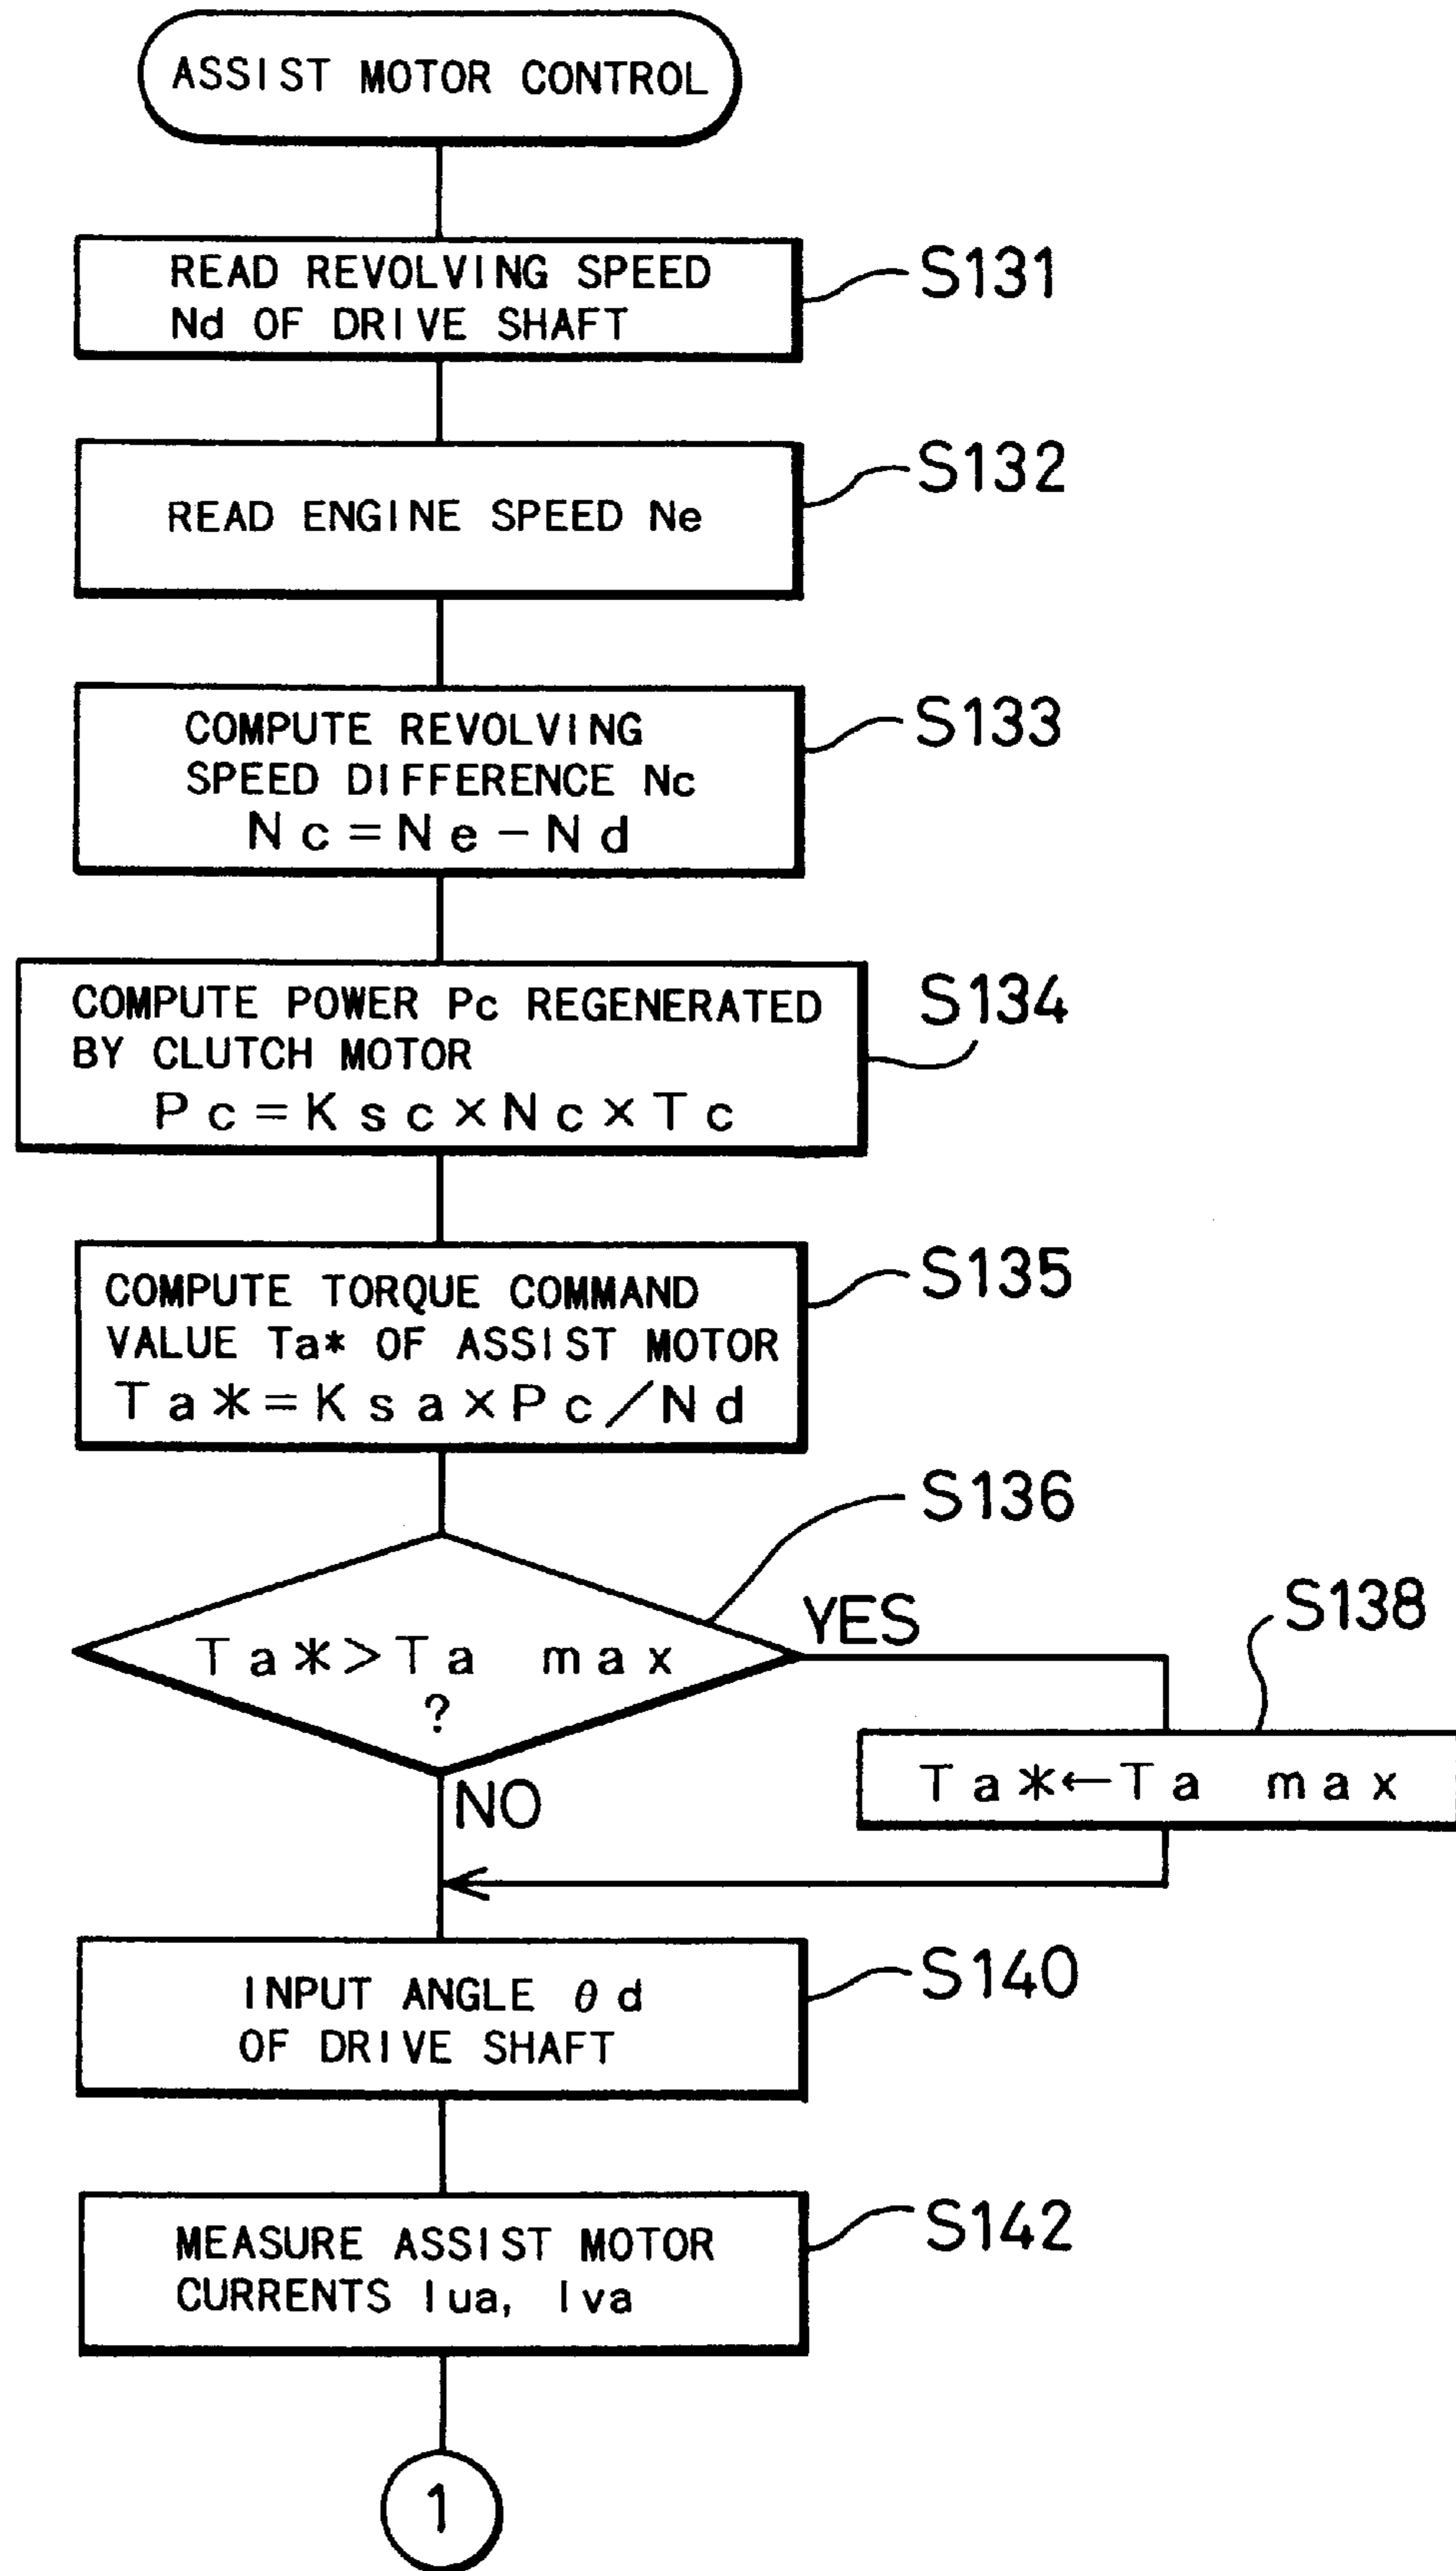 ASSIST MOTOR CONTROL
READ REVOLVING SPEED
Nd OF DRIVE SHAFT
S131
READ ENGINE SPEED Ne
S132
COMPUTE REVOLVING
SPEED DIFFERENCE Nc
Nc=Ne-Nd
S133
COMPUTE POWER Pc REGENERATED
BY CLUTCH MOTOR
Pc=Ksc×Nc×Tc
S134
COMPUTE TORQUE COMMAND
VALUE Ta* OF ASSIST MOTOR
Ta*=Ksa×Pc/Nd
S135
Ta*>Ta max
?
S136
YES
NO
S138
Ta*←Ta max
INPUT ANGLE θd
OF DRIVE SHAFT
S140
MEASURE ASSIST MOTOR
CURRENTS Iua, Iva
S142
1